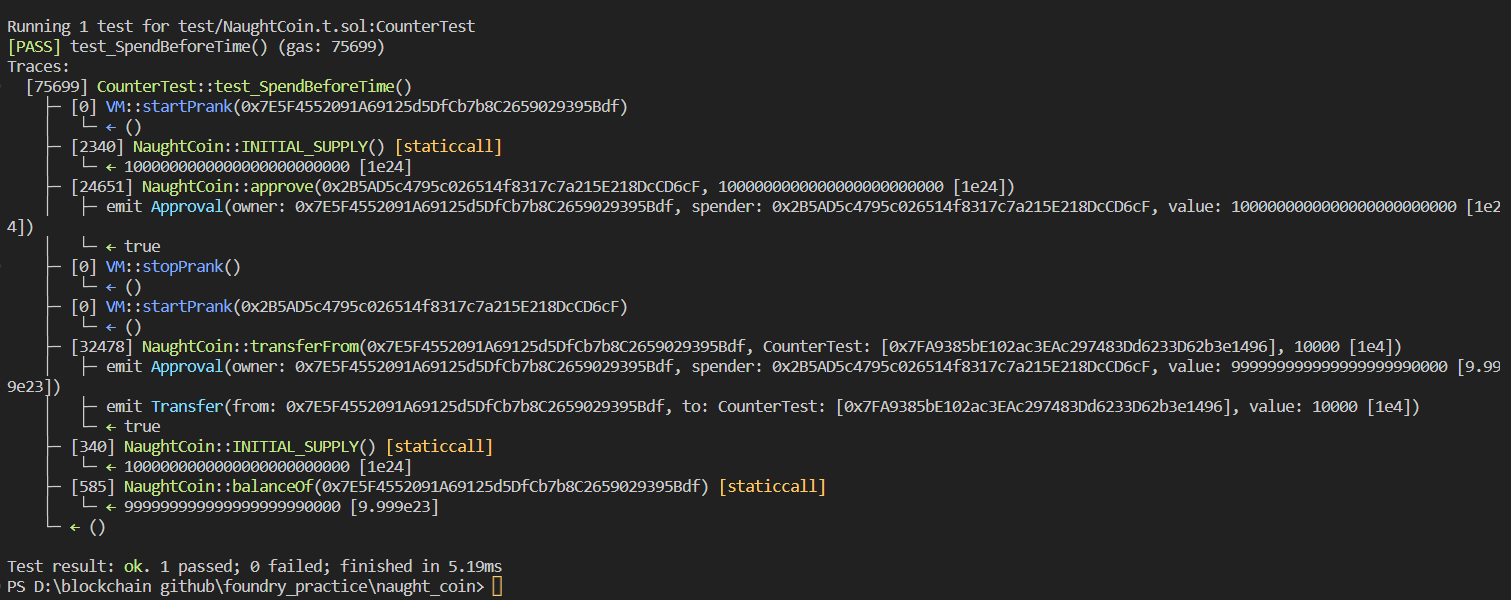 Running 1 test for test/NaughtCoin.t.sol:CounterTest
[PASS] test_SpendBeforeTime() (gas: 75699)
Traces:
  [75699] CounterTest::test_SpendBeforeTime()
    ├─ [0] VM::startPrank(0x7E5F4552091A69125d5DfCb7b8C2659029395Bdf)
    │   └─ ← ()
    ├─ [2340] NaughtCoin::INITIAL_SUPPLY() [staticcall]
    │   └─ ← 1000000000000000000000000 [1e24]
    ├─ [24651] NaughtCoin::approve(0x2B5AD5c4795c026514f8317c7a215E218DcCD6cF, 1000000000000000000000000 [1e24])
    │   ├─ emit Approval(owner: 0x7E5F4552091A69125d5DfCb7b8C2659029395Bdf, spender: 0x2B5AD5c4795c026514f8317c7a215E218DcCD6cF, value: 1000000000000000000000000 [1e2
4])
    │   └─ ← true
    ├─ [0] VM::stopPrank()
    │   └─ ← ()
    ├─ [0] VM::startPrank(0x2B5AD5c4795c026514f8317c7a215E218DcCD6cF)
    │   └─ ← ()
    ├─ [32478] NaughtCoin::transferFrom(0x7E5F4552091A69125d5DfCb7b8C2659029395Bdf, CounterTest: [0x7FA9385bE102ac3EAc297483Dd6233D62b3e1496], 10000 [1e4])
    │   ├─ emit Approval(owner: 0x7E5F4552091A69125d5DfCb7b8C2659029395Bdf, spender: 0x2B5AD5c4795c026514f8317c7a215E218DcCD6cF, value: 999999999999999999990000 [9.99
9e23])
    │   ├─ emit Transfer(from: 0x7E5F4552091A69125d5DfCb7b8C2659029395Bdf, to: CounterTest: [0x7FA9385bE102ac3EAc297483Dd6233D62b3e1496], value: 10000 [1e4])
    │   └─ ← true
    ├─ [340] NaughtCoin::INITIAL_SUPPLY() [staticcall]
    │   └─ ← 1000000000000000000000000 [1e24]
    ├─ [585] NaughtCoin::balanceOf(0x7E5F4552091A69125d5DfCb7b8C2659029395Bdf) [staticcall]
    │   └─ ← 999999999999999999990000 [9.999e23]
    └─ ← ()
Test result: ok. 1 passed; 0 failed; finished in 5.19ms
PS D:\blockchain github\foundry_practice\naught_coin>